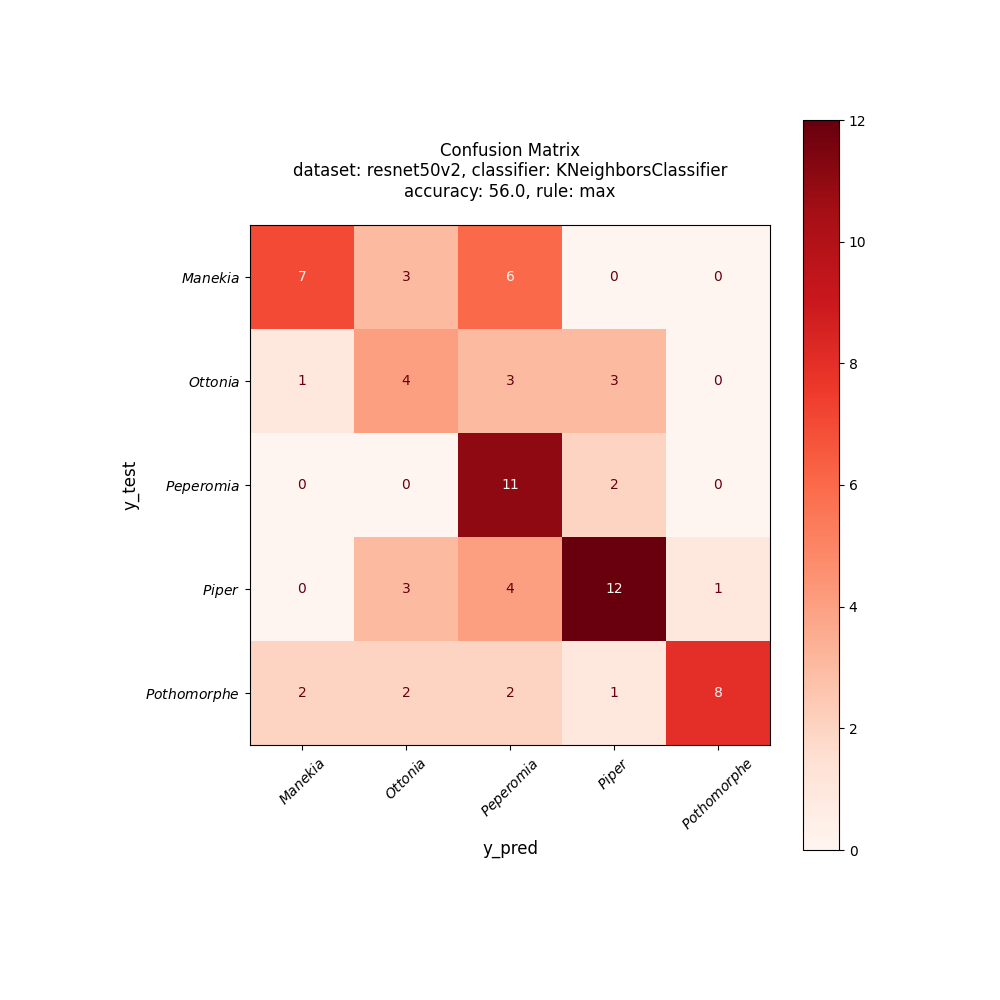 Confusion Matrix
dataset: resnet50v2, classifier: KNeighborsClassifier
accuracy: 56.0, rule: max
12
10
8
6
4
2
0
y_test
Manekia 7 3 6 0 0
Ottonia 1 4 3 3 0
Peperomia 0 0 11 2 0
Piper 0 3 4 12 1
Pothomorphe 2 2 2 1 8
Manekia Ottonia Peperomia Piper Pothomorphe
y_pred